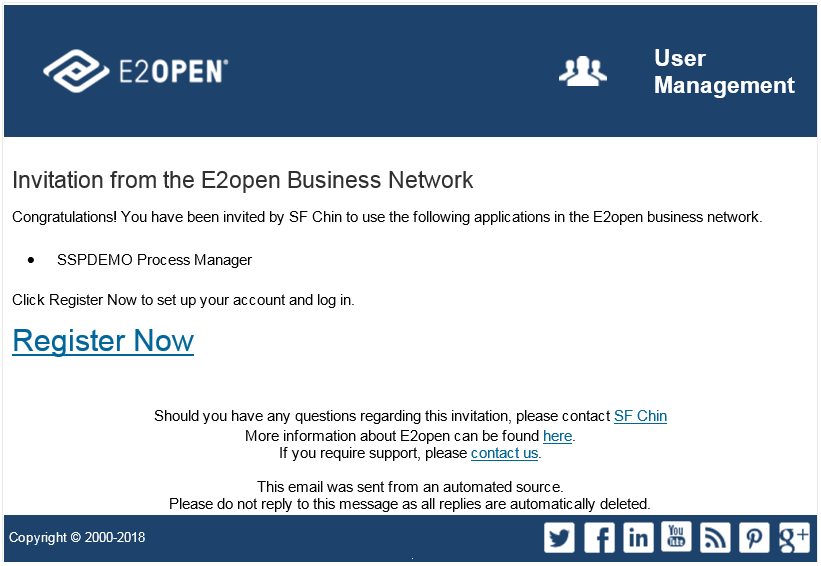 E2OPEN®
User
Management
Invitation from the E2open Business Network
Congratulations! You have been invited by SF Chin to use the following applications in the E2open business network.
• SSPDEMO Process Manager
Click Register Now to set up your account and log in.
Register Now
Should you have any questions regarding this invitation, please contact SF Chin
More information about E2open can be found here.
If you require support, please contact us.
This email was sent from an automated source.
Please do not reply to this message as all replies are automatically deleted.
Copyright © 2000-2018
f in You Tube g+
.